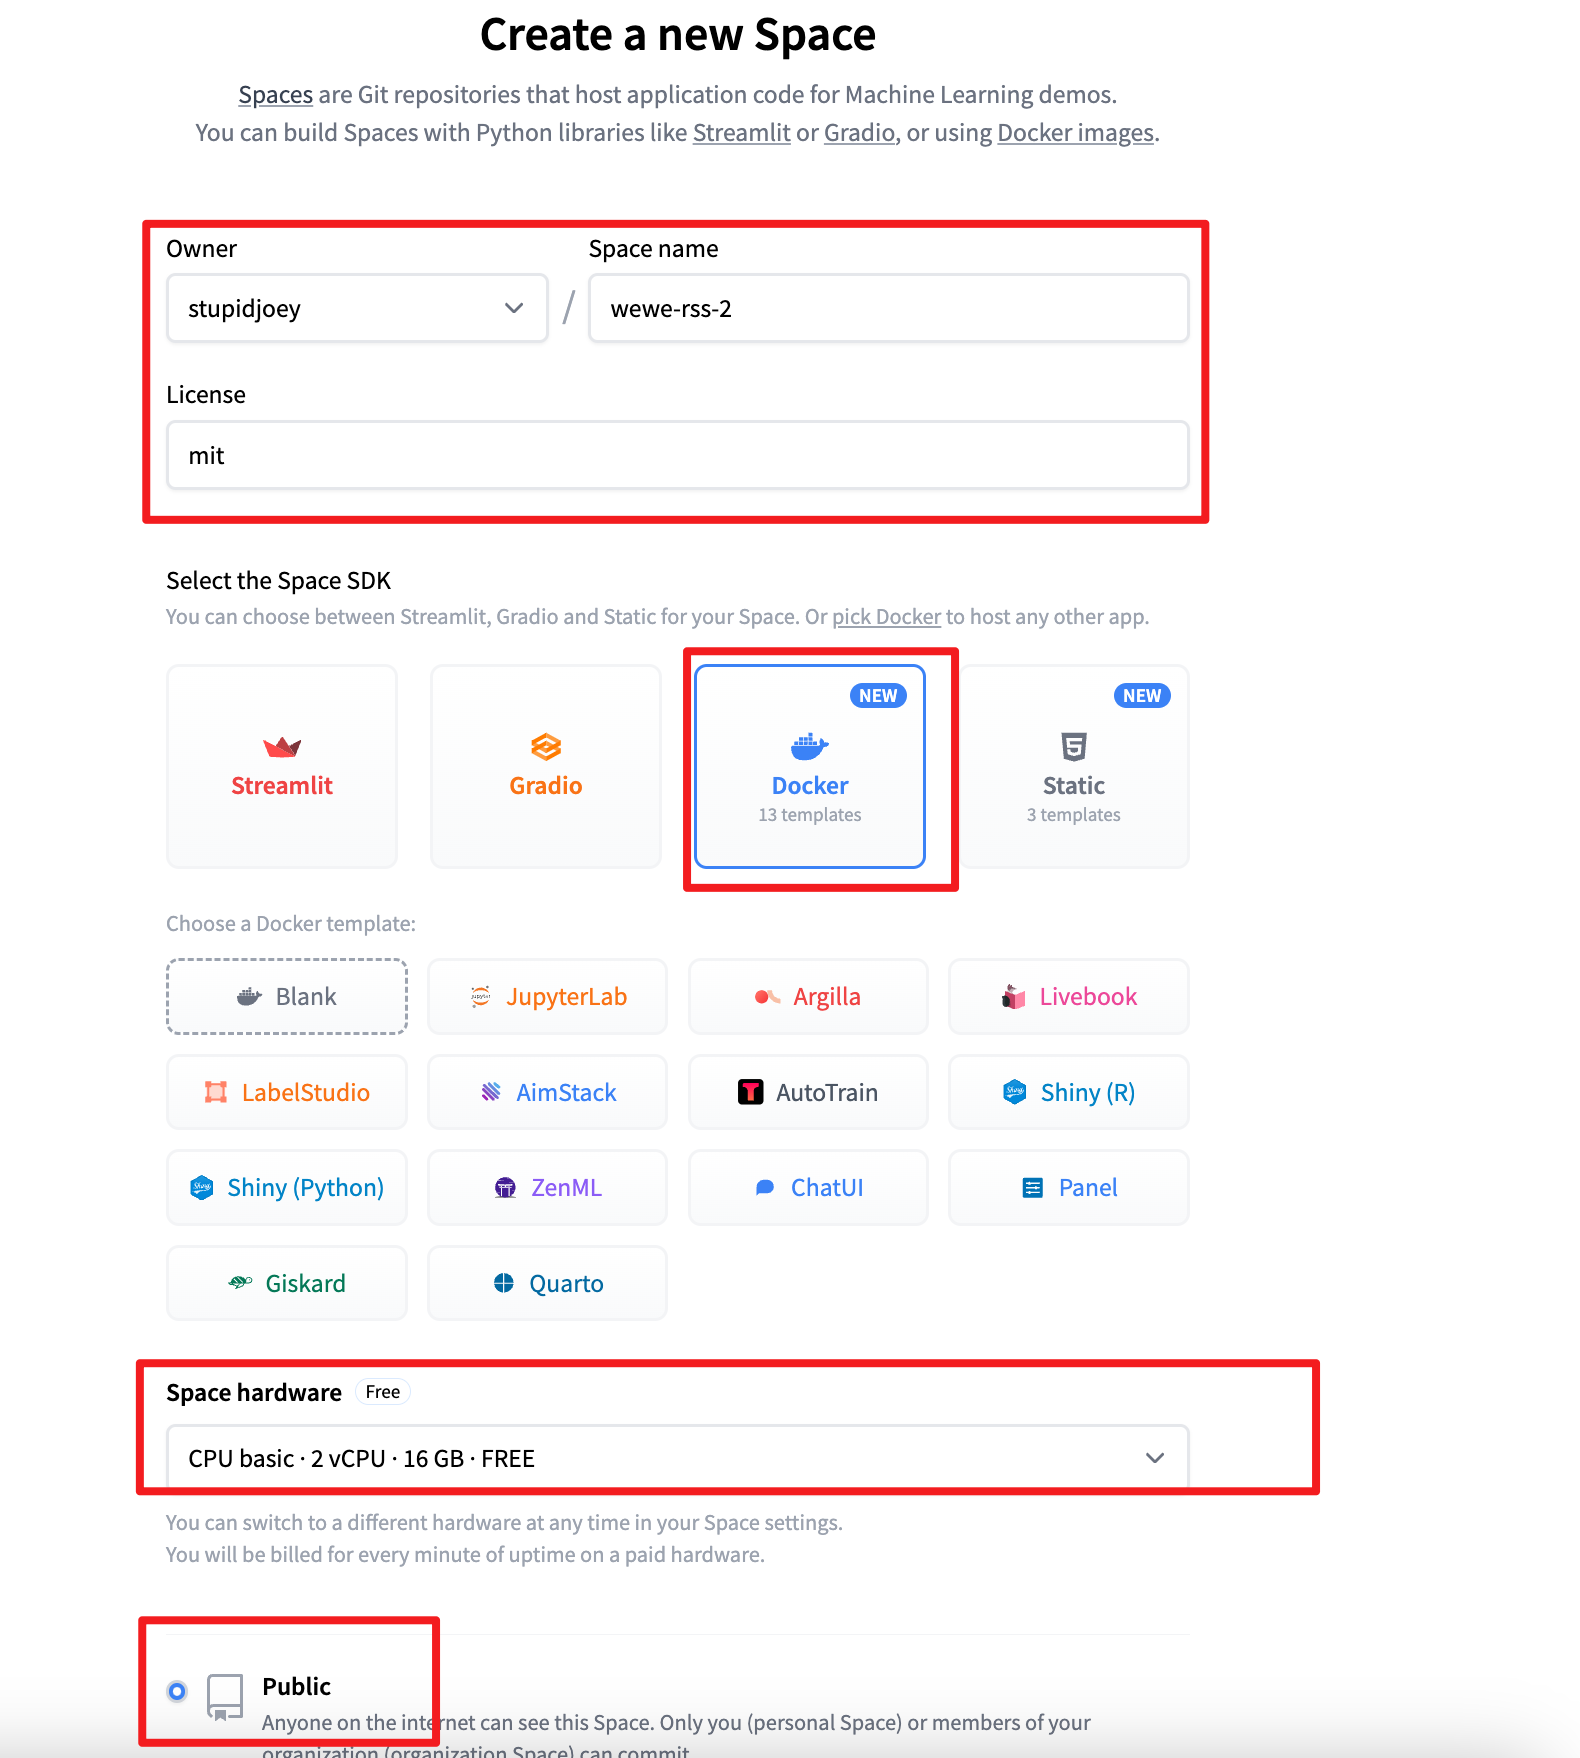 Create a new Space
Spaces are Git repositories that host application code for Machine Learning demos.
You can build Spaces with Python libraries like Streamlit or Gradio, or using Docker images.
Owner
Space name
stupidjoey
/
wewe-rss-2
License
mit
Select the Space SDK
You can choose between Streamlit, Gradio and Static for your Space. Or pick Docker to host any other app.
Streamlit
Gradio
NEW
Docker
13 templates
NEW
Static
3 templates
Choose a Docker template:
Blank
JupyterLab
Argilla
Livebook
LabelStudio
AimStack
AutoTrain
Shiny (R)
Shiny (Python)
ZenML
ChatUI
Panel
Giskard
Quarto
Space hardware Free
CPU basic · 2 vCPU · 16 GB · FREE
You can switch to a different hardware at any time in your Space settings.
You will be billed for every minute of uptime on a paid hardware.
Public
Anyone on the internet can see this Space. Only you (personal Space) or members of your
organization (organization Space) can commit.